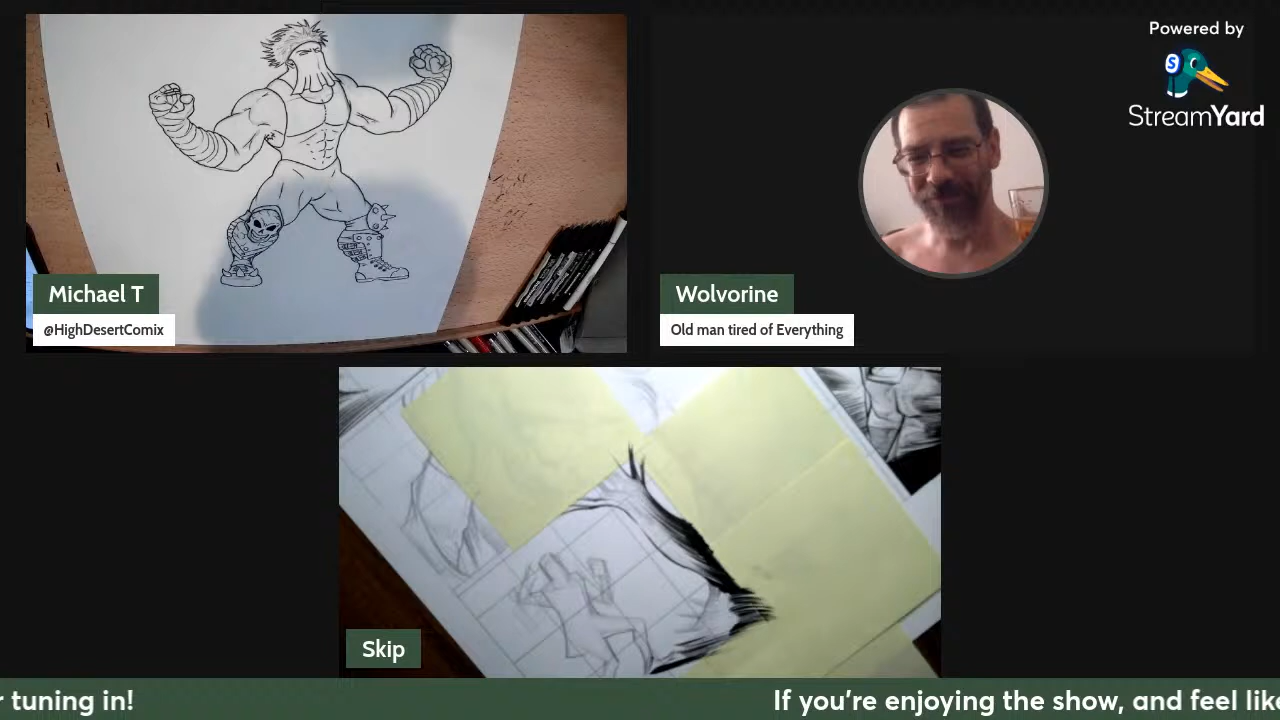 Powered by
StreamYard
Michael T
@HighDesertComix
Wolvorine
Old man tired of Everything
Skip
r tuning in!
If you're enjoying the show, and feel like